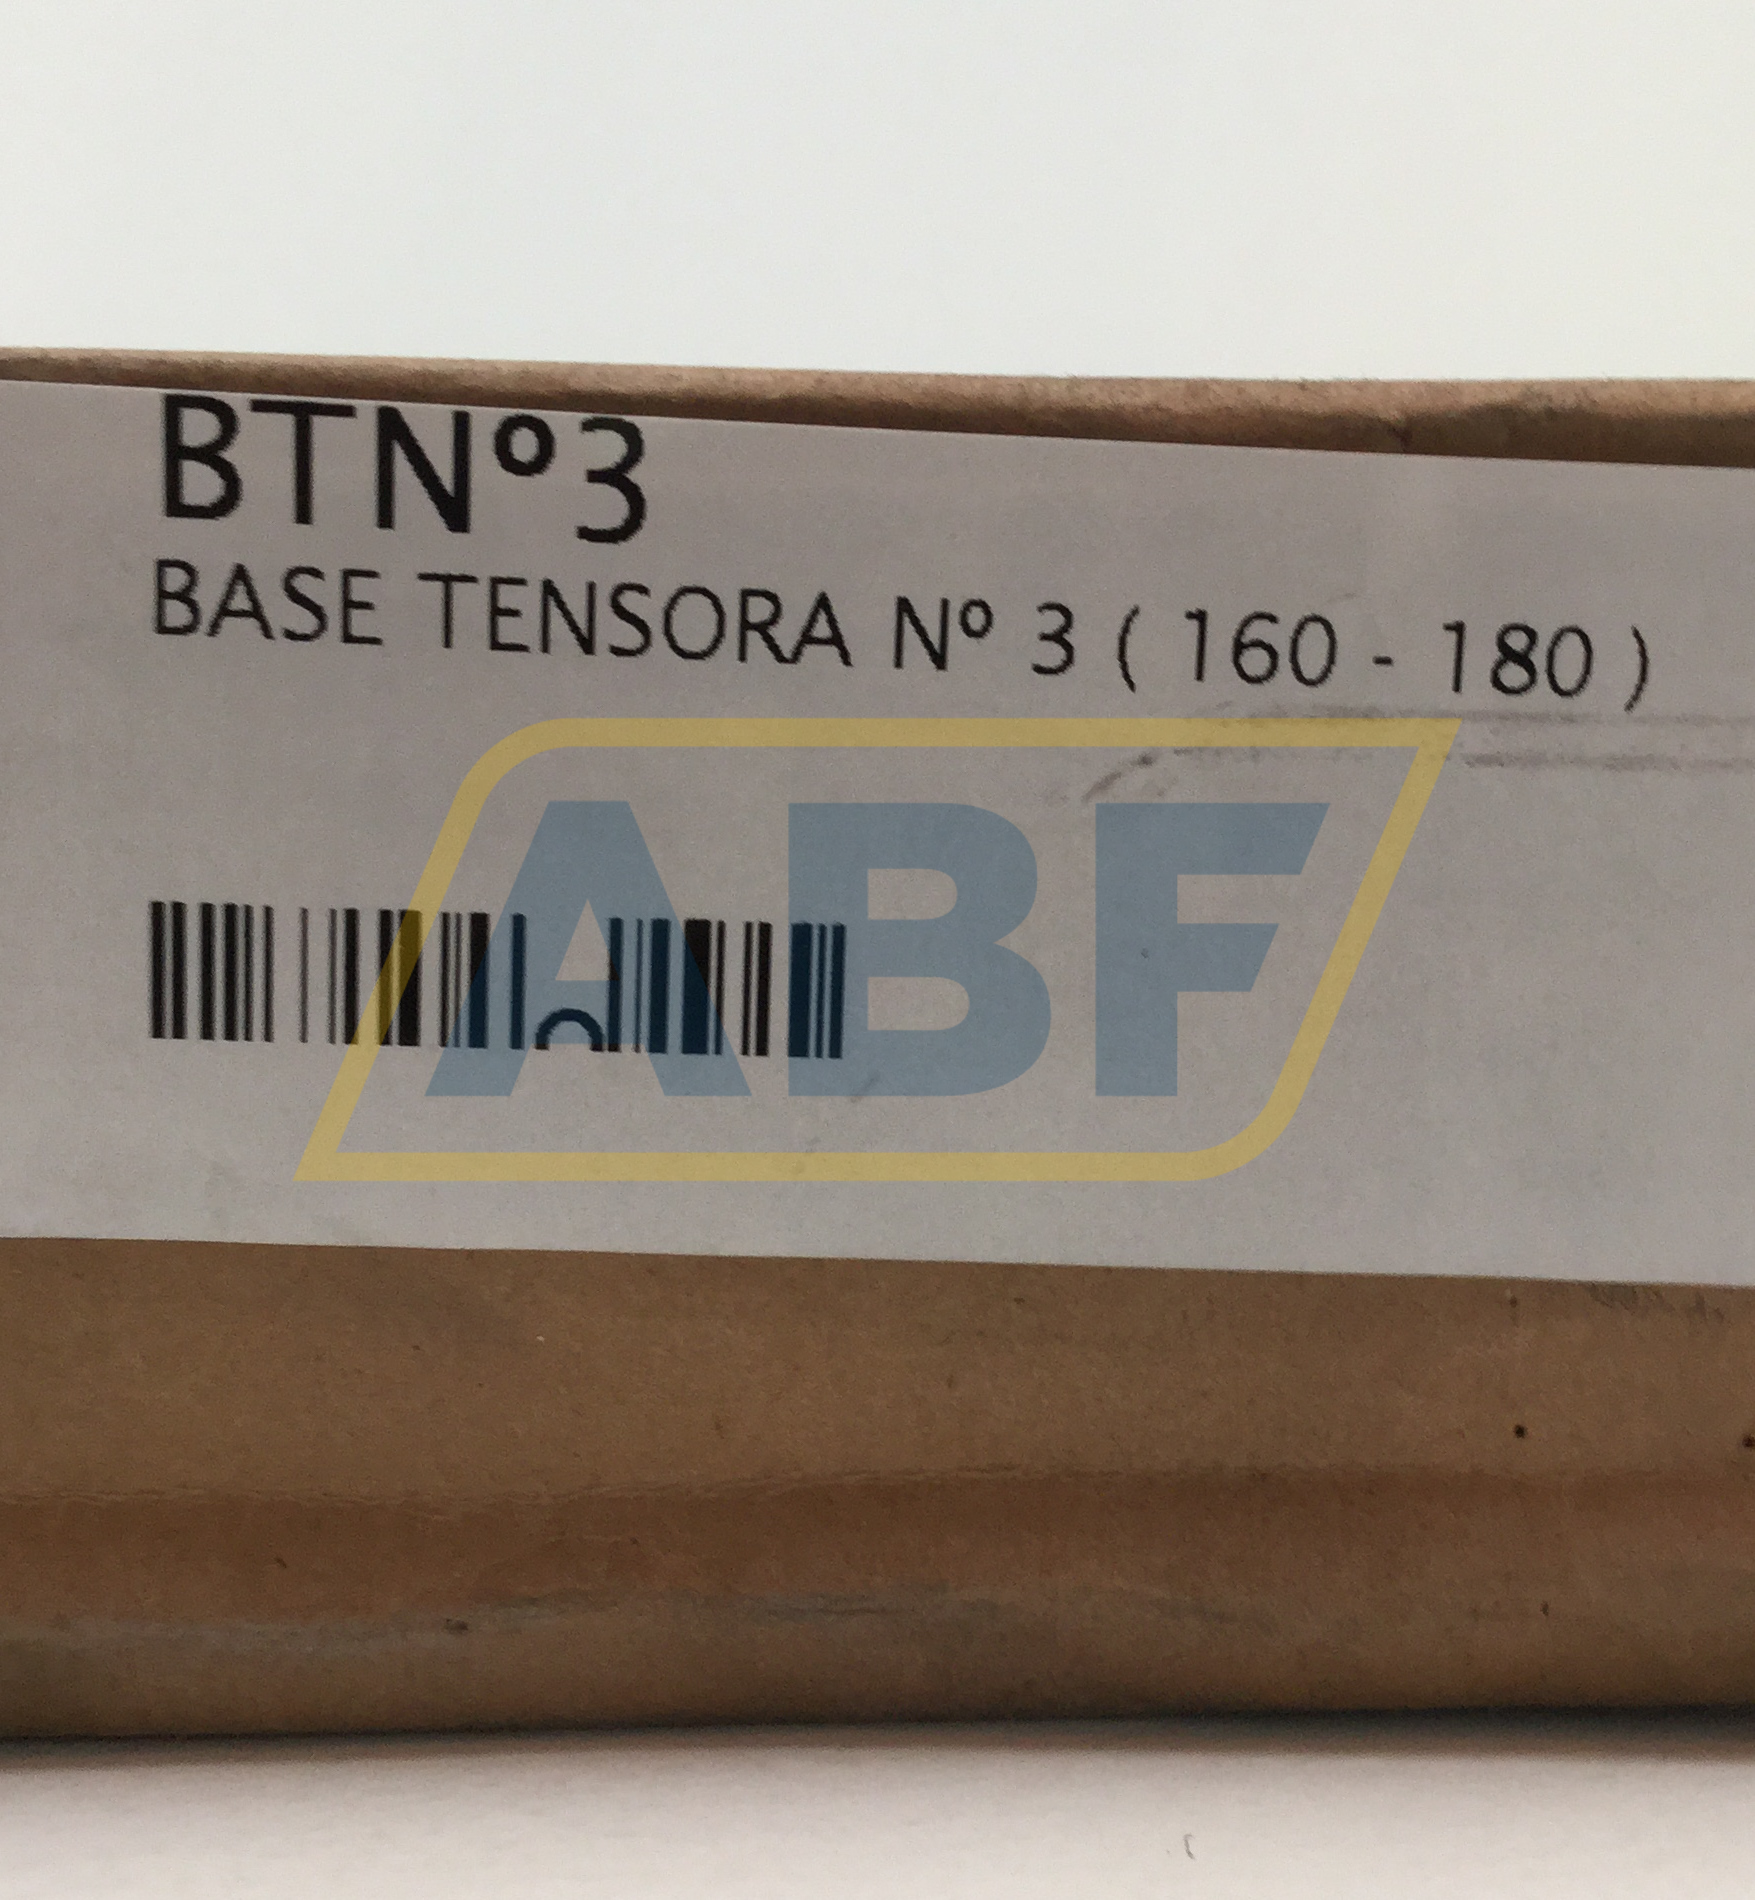 BTNº3
BASE TENSORA Nº 3 ( 160 - 180 )
ABF